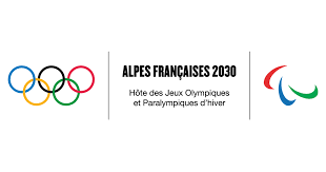 ALPES FRANÇAISES 2030
Hôte des Jeux Olympiques
et Paralympiques d'hiver